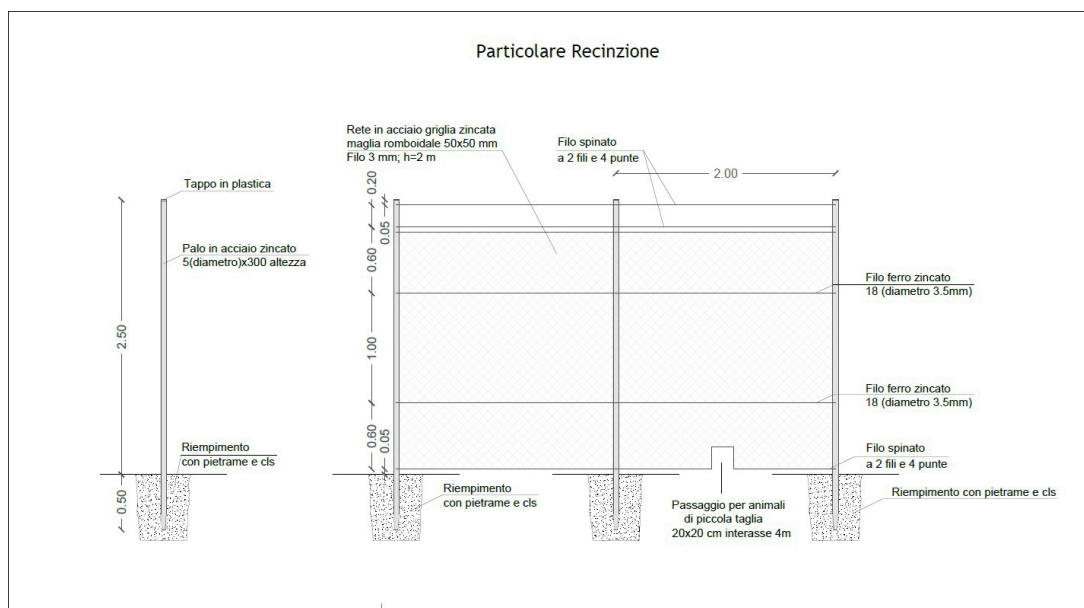 Particolare Recinzione
Rete in acciaio griglia zincata
maglia romboidale 50x50 mm
Filo 3 mm; h=2 m
Filo spinato
a 2 fili e 4 punte
2.00
Tappo in plastica
0.20
0.05
Palo in acciaio zincato
5(diametro)x300 altezza
0.60
Filo ferro zincato
18 (diametro 3.5mm)
2.50
1.00
Filo ferro zincato
18 (diametro 3.5mm)
0.60
0.05
Riempimento
con pietrame e cls
Filo spinato
a 2 fili e 4 punte
0.50
Riempimento
con pietrame e cls
Passaggio per animali
di piccola taglia
20x20 cm interasse 4m
Riempimento con pietrame e cls